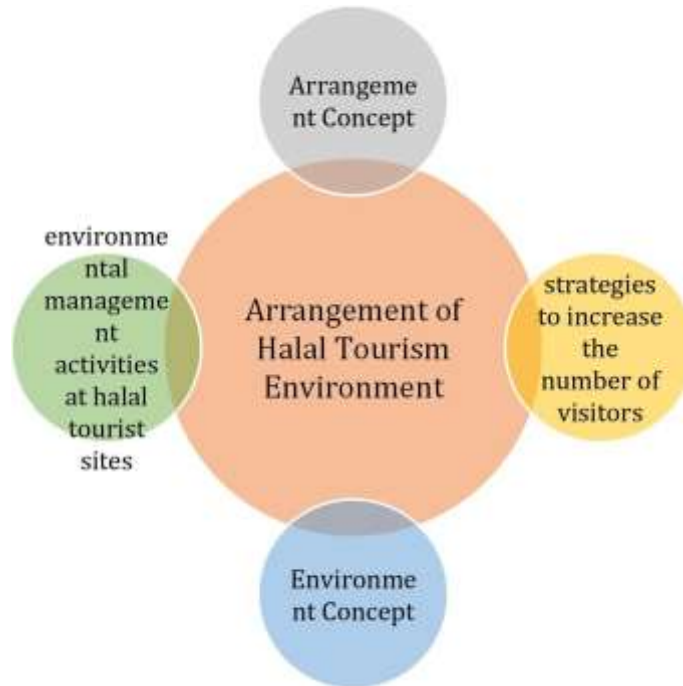 Arrangeme
nt Concept
environme
ntal
manageme
nt
activities
at halal
tourist
sites
Arrangement of
Halal Tourism
Environment
strategies
to increase
the
number of
visitors
Environme
nt Concept